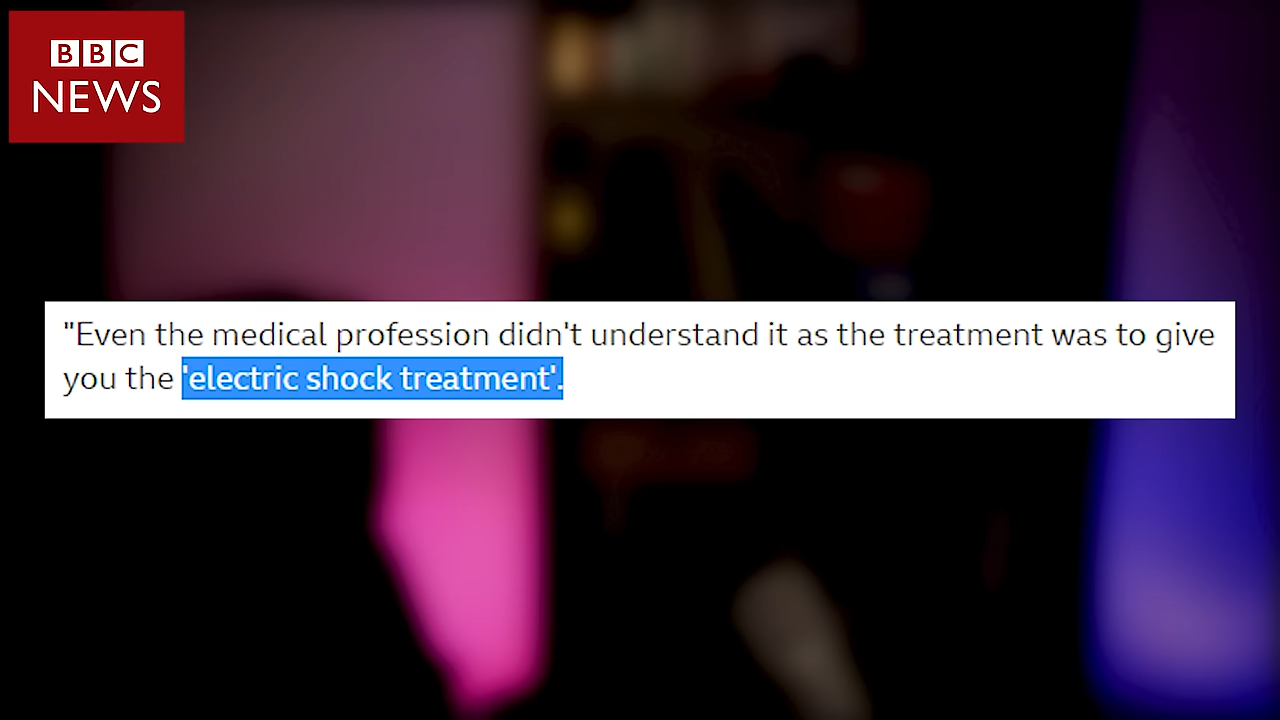 BBC
NEWS
"Even the medical profession didn't understand it as the treatment was to give
you the 'electric shock treatment'.